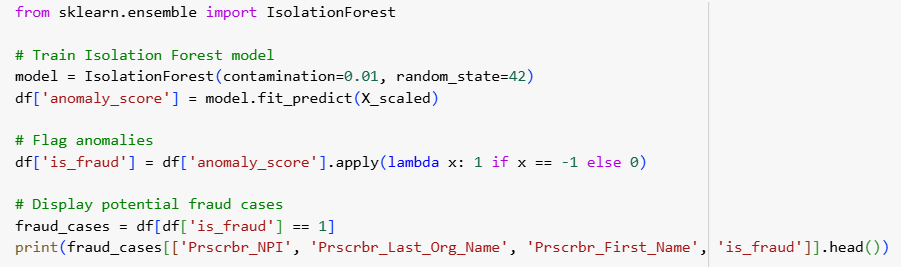 from sklearn.ensemble import IsolationForest
# Train Isolation Forest model
model = IsolationForest(contamination=0.01, random_state=42)
df['anomaly_score'] = model.fit_predict(X_scaled)
# Flag anomalies
df['is_fraud'] = df['anomaly_score'].apply(lambda x: 1 if x == -1 else 0)
# Display potential fraud cases
fraud_cases = df[df['is_fraud'] == 1]
print(fraud_cases[['Prscrbr_NPI', 'Prscrbr_Last_Org_Name', 'Prscrbr_First_Name', 'is_fraud']].head())